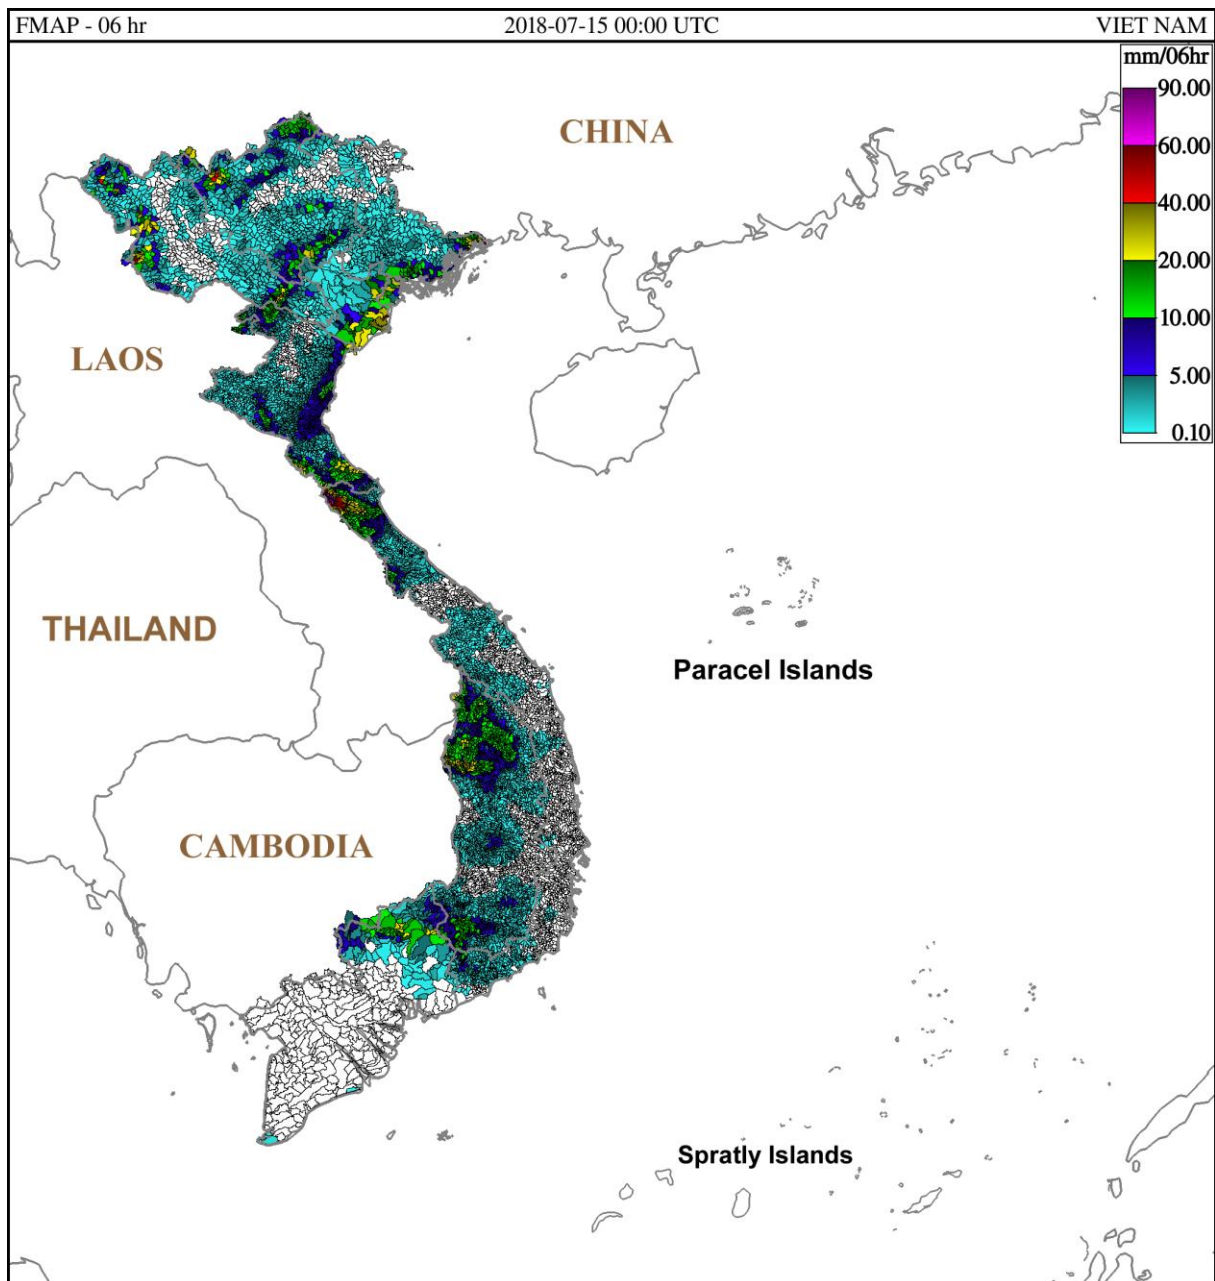 FMAP - 06 hr 2018-07-15 00:00 UTC VIET NAM
mm/06hr
90.00
60.00
40.00
20.00
10.00
5.00
0.10
CHINA
LAOS
THAILAND
Paracel Islands
CAMBODIA
Spratly Islands